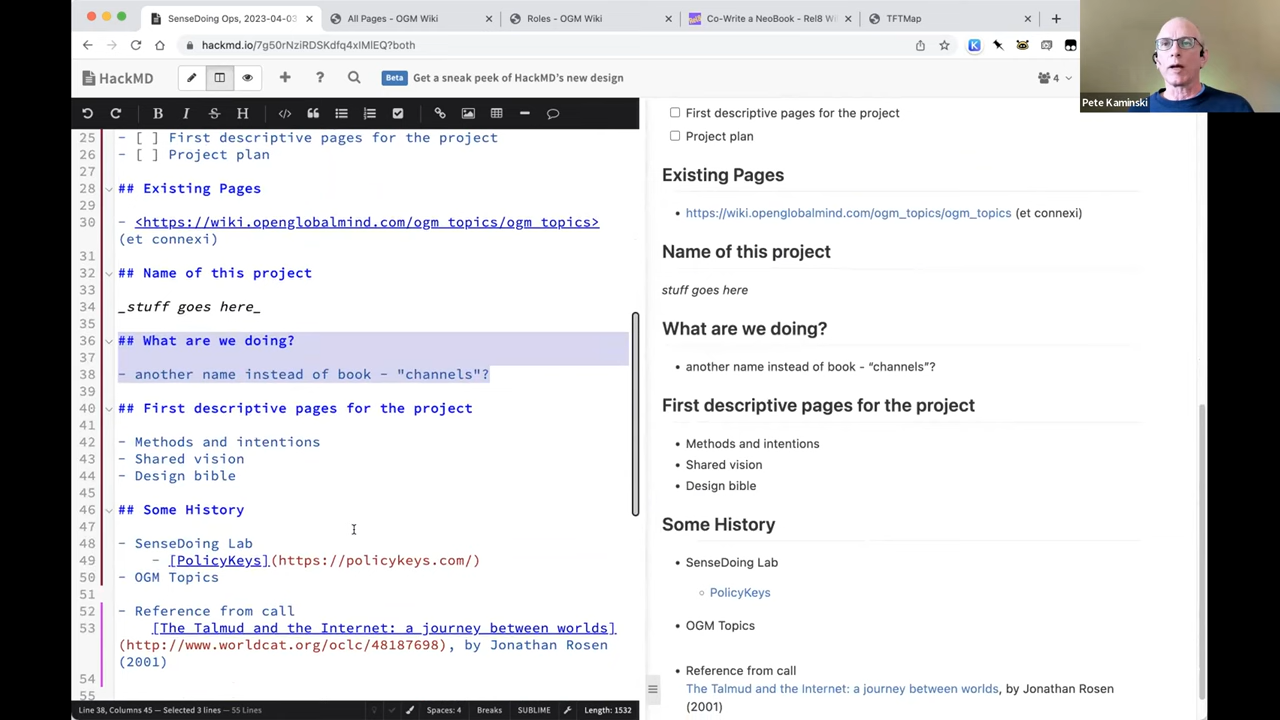 SenseDoing Ops, 2023-04-03
All Pages - OGM Wiki
Roles - OGM Wiki
Co-Write a NeoBook - Rel8 Wi
TFTMap
hackmd.io/7g50rNziRDSKdfq4xIMlEQ?both
HackMD
Beta
Get a sneak peek of HackMD's new design
4
Pete Kaminski
25 - [ ] First descriptive pages for the project
26 - [ ] Project plan
27
28 ## Existing Pages
29
30 - <https://wiki.openglobalmind.com/ogm_topics/ogm_topics>
(et connexi)
31
32 ## Name of this project
33
34 _stuff goes here_
35
36 ## What are we doing?
37
38 - another name instead of book - "channels"?
39
40 ## First descriptive pages for the project
41
42 - Methods and intentions
43 - Shared vision
44 - Design bible
45
46 ## Some History
47
48 - SenseDoing Lab
49 - [PolicyKeys](https://policykeys.com/)
50 - OGM Topics
51
52 - Reference from call
53 [The Talmud and the Internet: a journey between worlds]
(http://www.worldcat.org/oclc/48187698), by Jonathan Rosen
(2001)
54
55
Line 38, Columns 45 — Selected 3 lines — 55 Lines
Spaces: 4
Breaks
SUBLIME
Length: 1532
First descriptive pages for the project
Project plan
Existing Pages
https://wiki.openglobalmind.com/ogm_topics/ogm_topics (et connexi)
Name of this project
stuff goes here
What are we doing?
another name instead of book - “channels”?
First descriptive pages for the project
Methods and intentions
Shared vision
Design bible
Some History
SenseDoing Lab
PolicyKeys
OGM Topics
Reference from call
The Talmud and the Internet: a journey between worlds, by Jonathan Rosen
(2001)